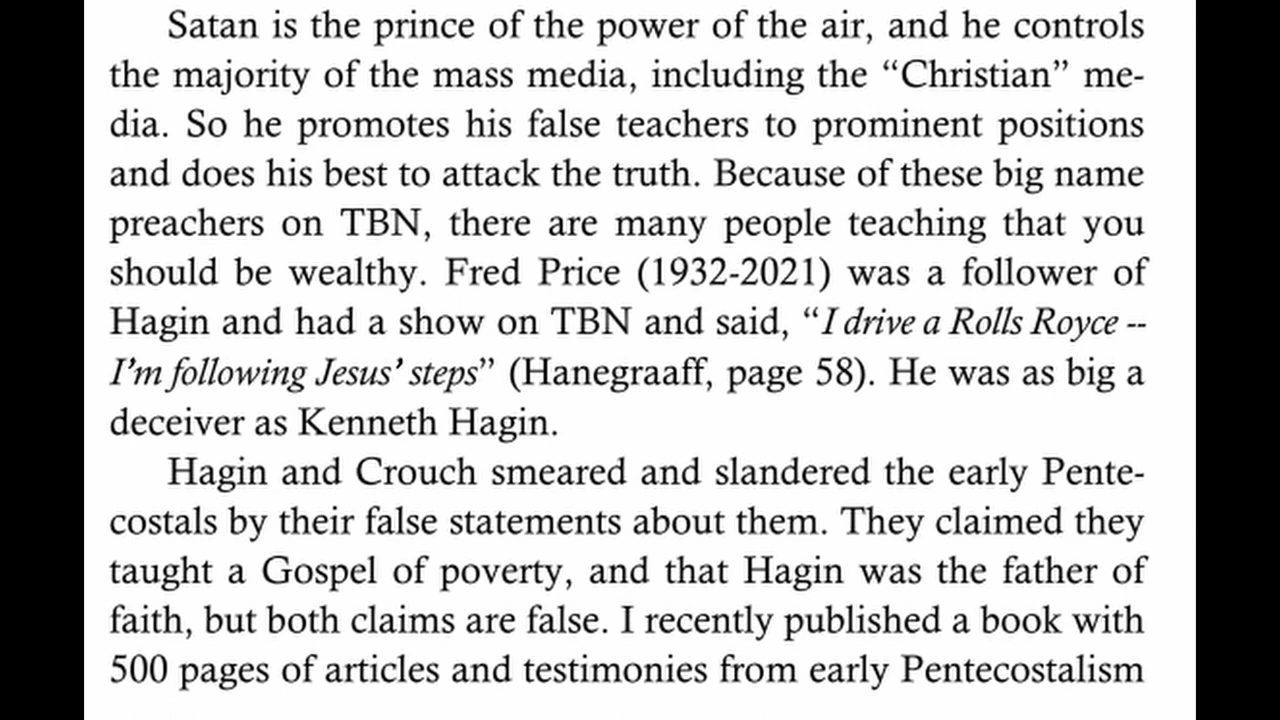 Satan is the prince of the power of the air, and he controls
the majority of the mass media, including the “Christian” me-
dia. So he promotes his false teachers to prominent positions
and does his best to attack the truth. Because of these big name
preachers on TBN, there are many people teaching that you
should be wealthy. Fred Price (1932-2021) was a follower of
Hagin and had a show on TBN and said, “I drive a Rolls Royce --
I’m following Jesus’ steps” (Hanegraaff, page 58). He was as big a
deceiver as Kenneth Hagin.
Hagin and Crouch smeared and slandered the early Pente-
costals by their false statements about them. They claimed they
taught a Gospel of poverty, and that Hagin was the father of
faith, but both claims are false. I recently published a book with
500 pages of articles and testimonies from early Pentecostalism